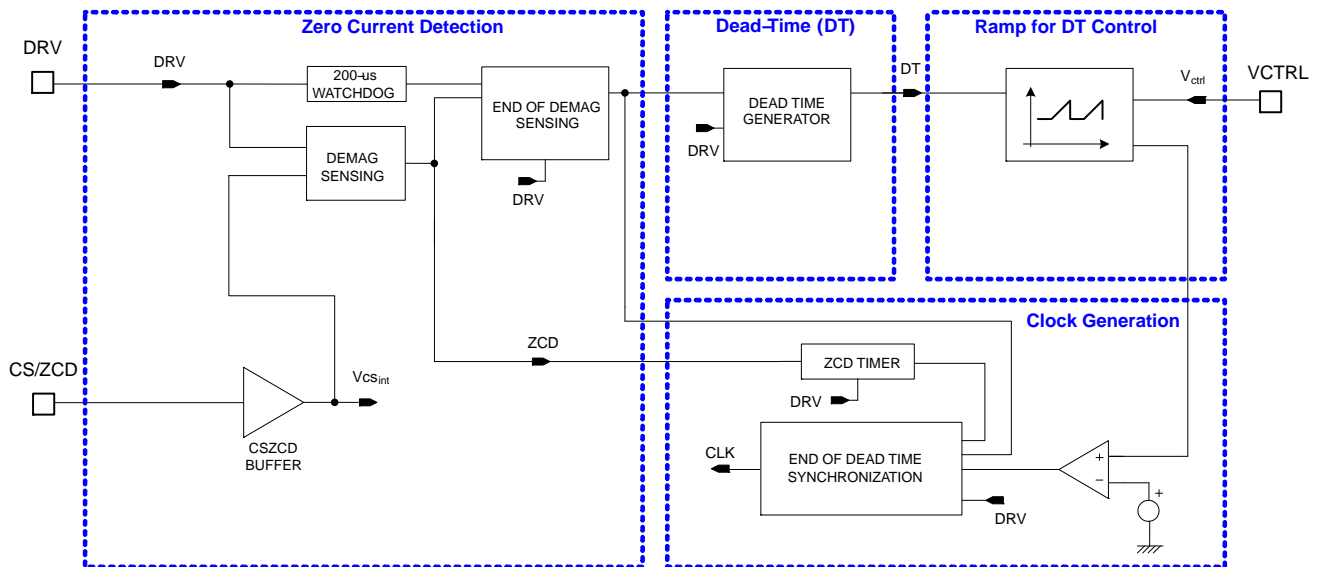 Zero Current Detection
Dead-Time (DT)
Ramp for DT Control
DRV
DRV
200-us
WATCHDOG
END OF DEMAG
SENSING
DRV
DEMAG
SENSING
DEAD TIME
GENERATOR
DRV
DT
Vctrl
VCTRL
Clock Generation
CS/ZCD
CSZCD
BUFFER
Vcsint
ZCD
ZCD TIMER
DRV
CLK
END OF DEAD TIME
SYNCHRONIZATION
DRV
+
−
+